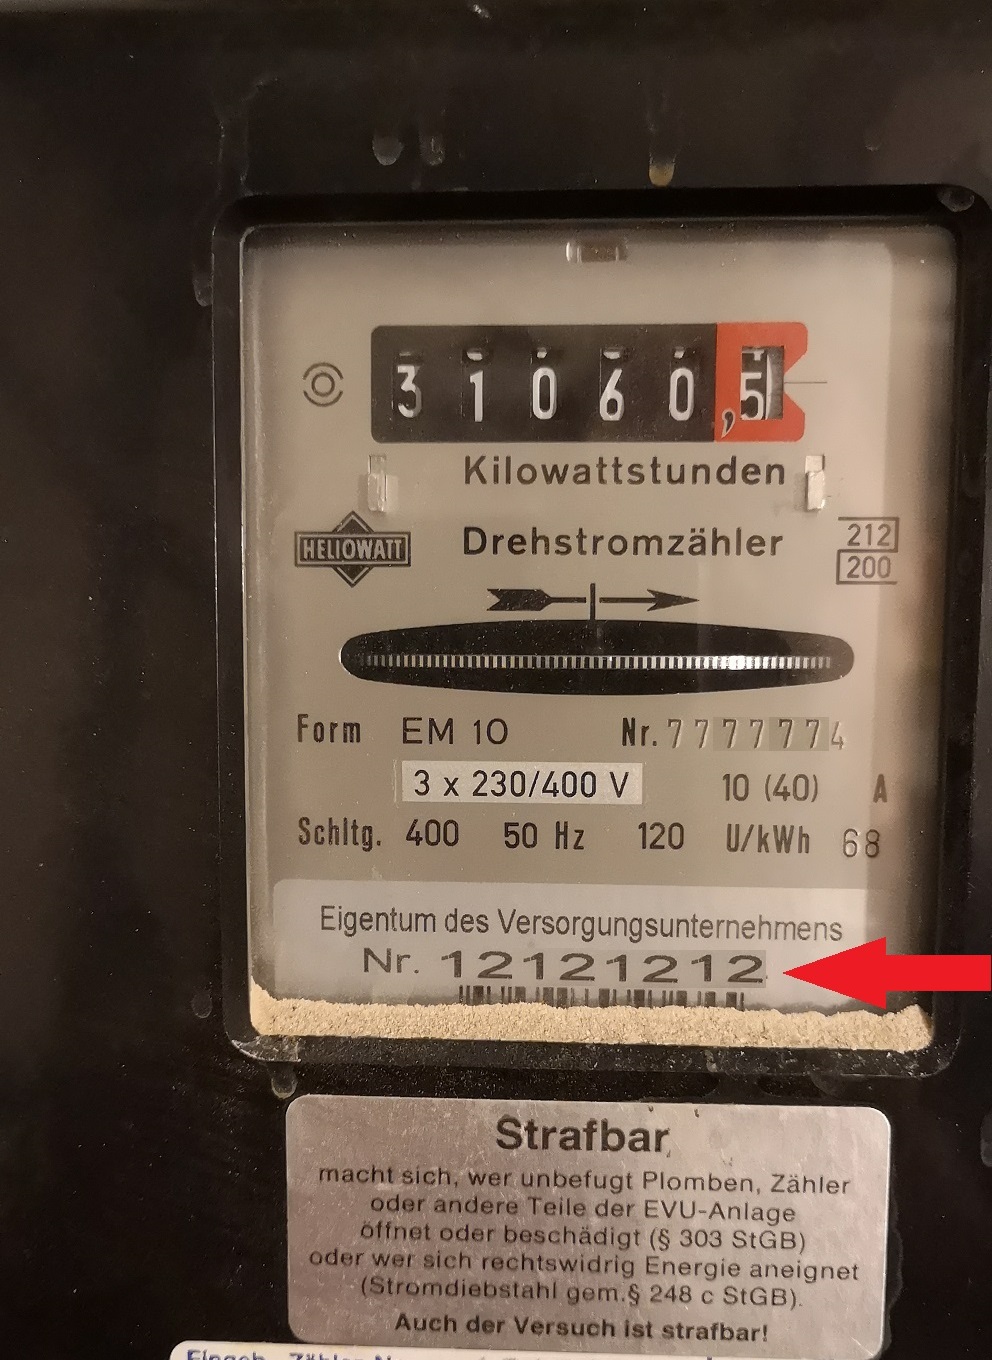 31060,5
Kilowattstunden
HELIOWATT Drehstromzähler 212
200
Form EM 10 Nr. 7777774
3 x 230/400 V 10 (40) A
Schltg. 400 50 Hz 120 U/kWh 68
Eigentum des Versorgungsunternehmens
Nr. 12121212
Strafbar
macht sich, wer unbefugt Plomben, Zähler
oder andere Teile der EVU-Anlage
öffnet oder beschädigt (§ 303 StGB)
oder wer sich rechtswidrig Energie aneignet
(Stromdiebstahl gem.§ 248 c StGB).
Auch der Versuch ist strafbar!